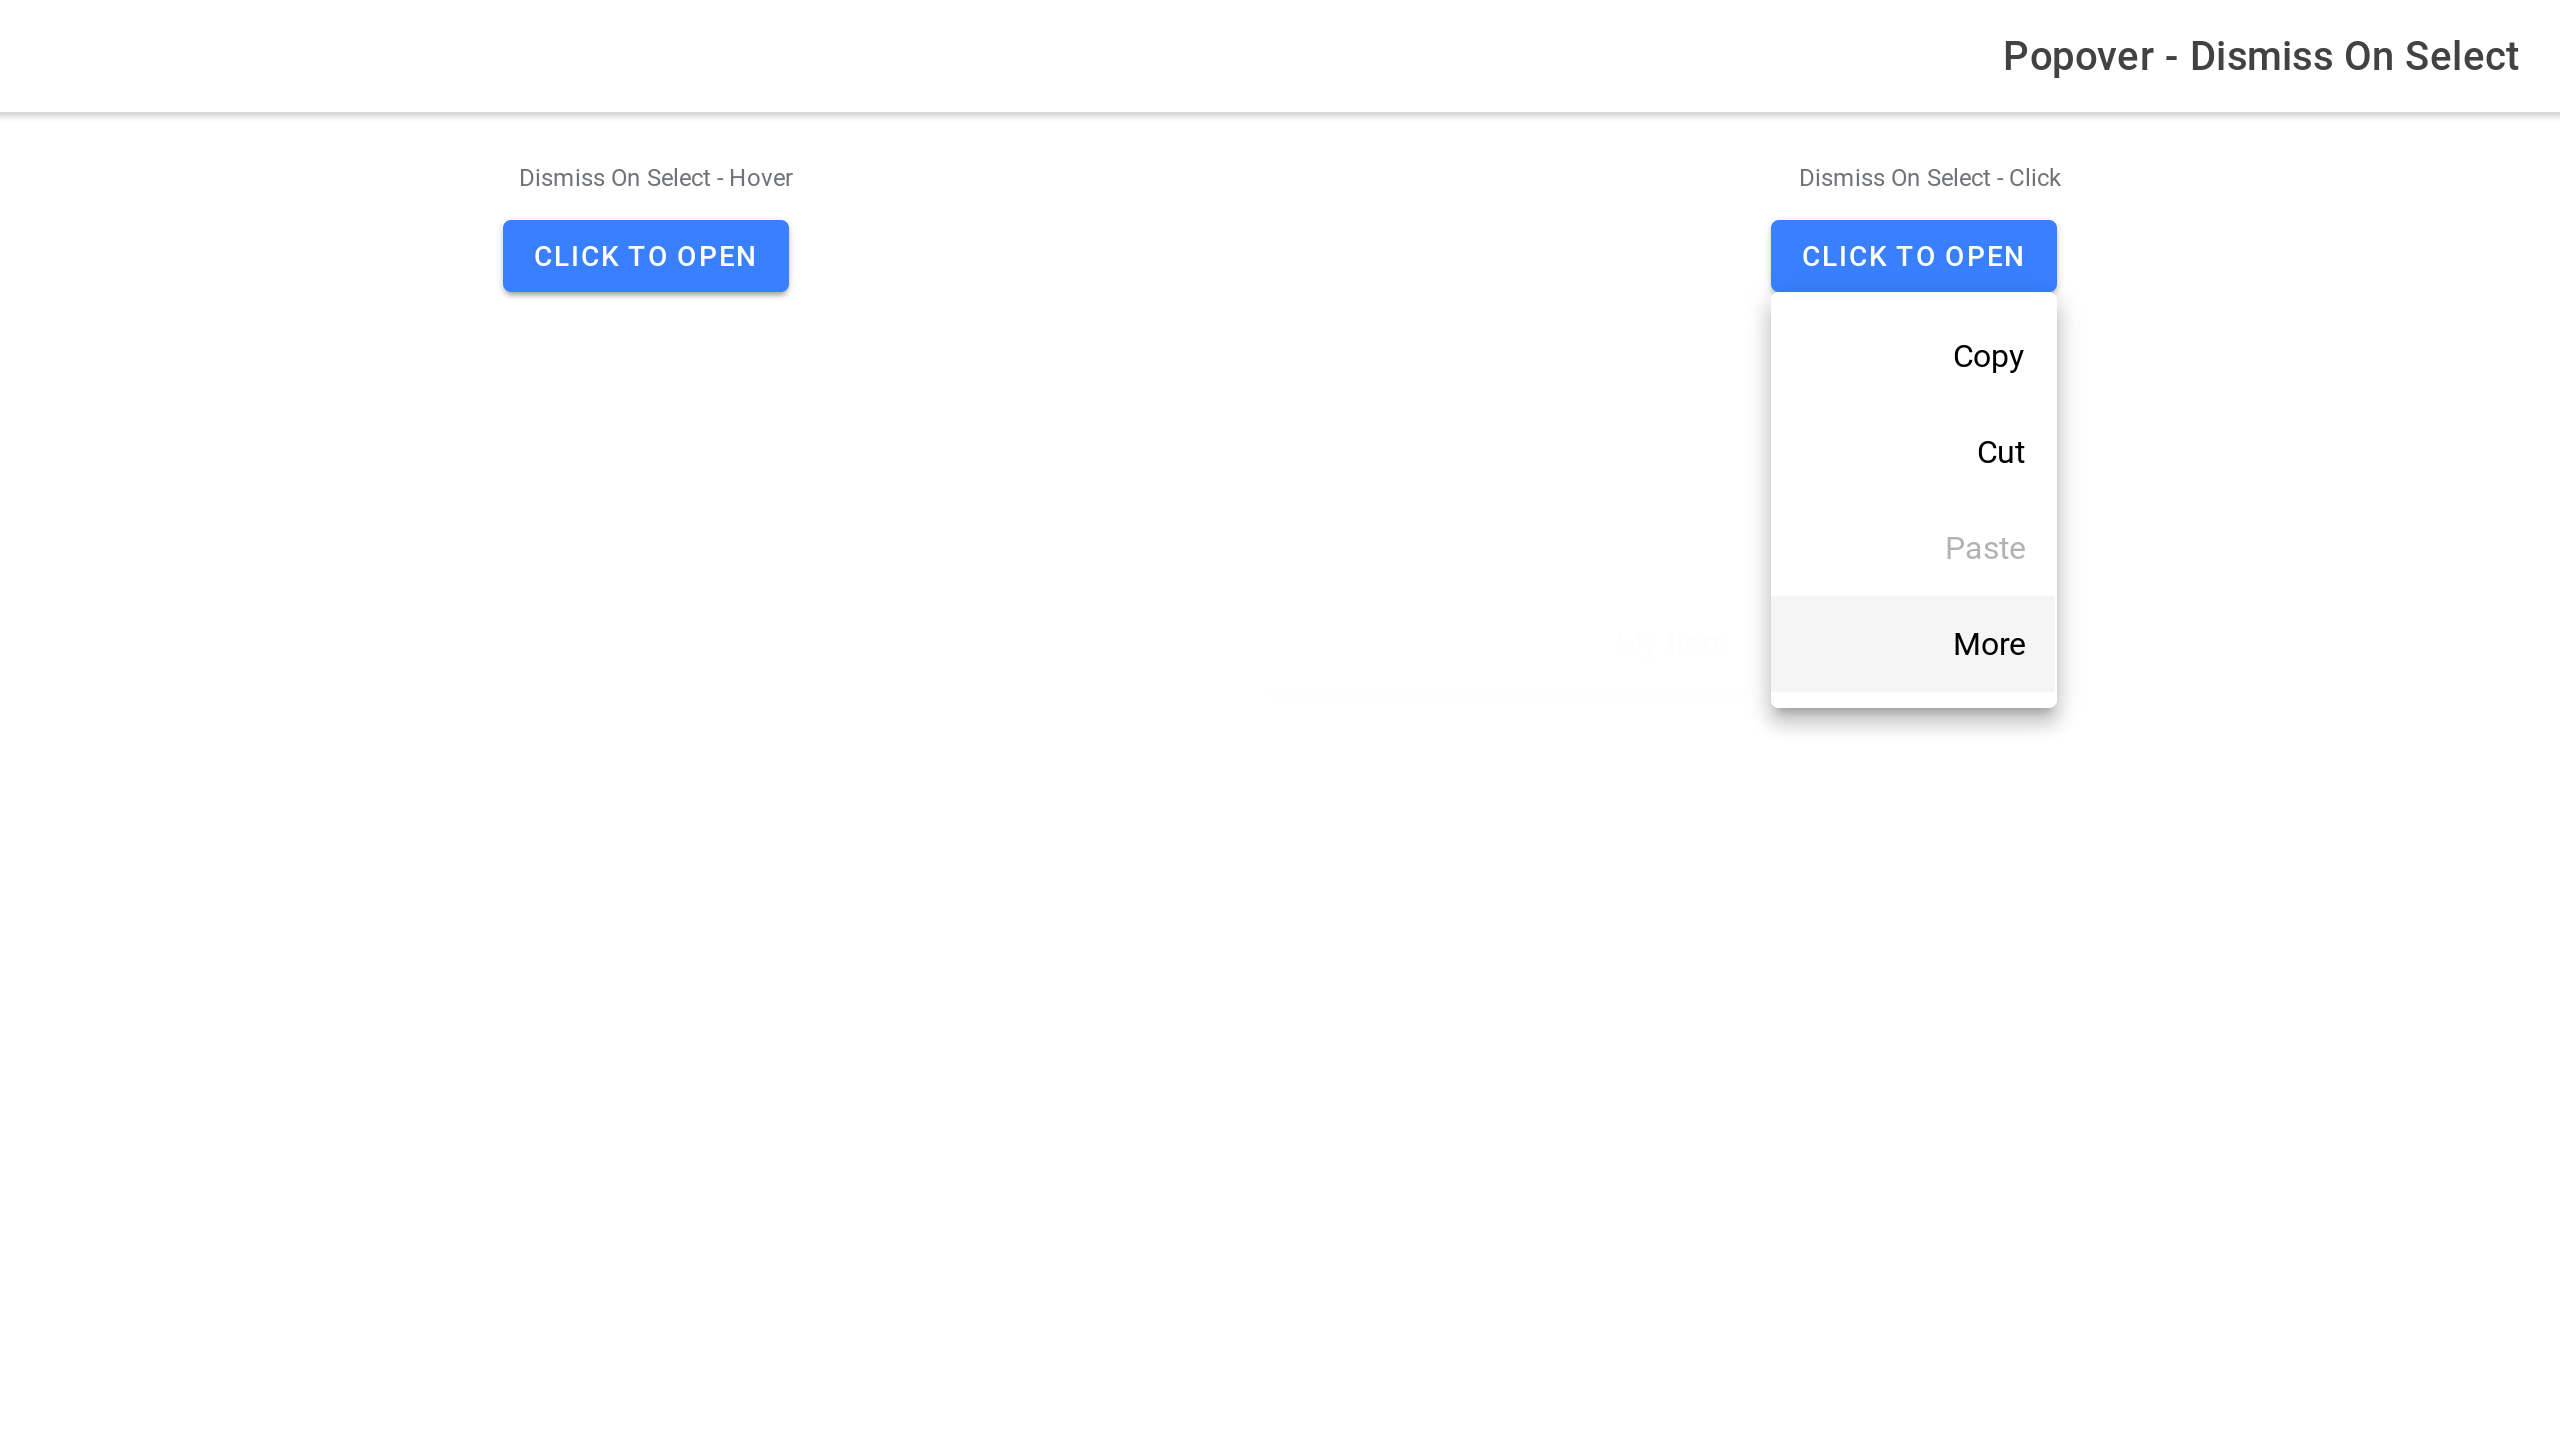 Popover - Dismiss On Select
Dismiss On Select - Hover
CLICK TO OPEN
Dismiss On Select - Click
CLICK TO OPEN
Copy
Cut
Paste
More